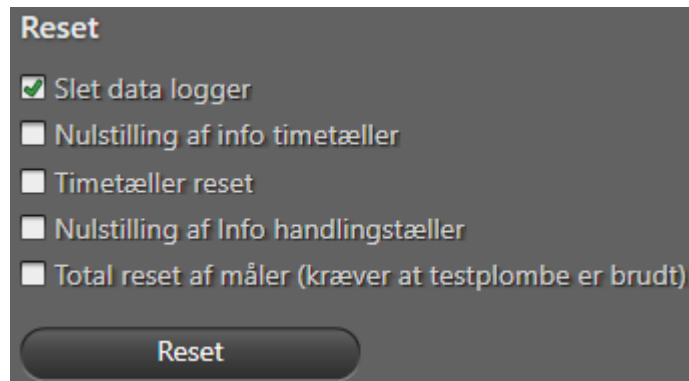 Reset
Slet data logger
Nulstilling af info timetæller
Timetæller reset
Nulstilling af Info handlingstæller
Total reset af måler (kræver at testplombe er brudt)
Reset